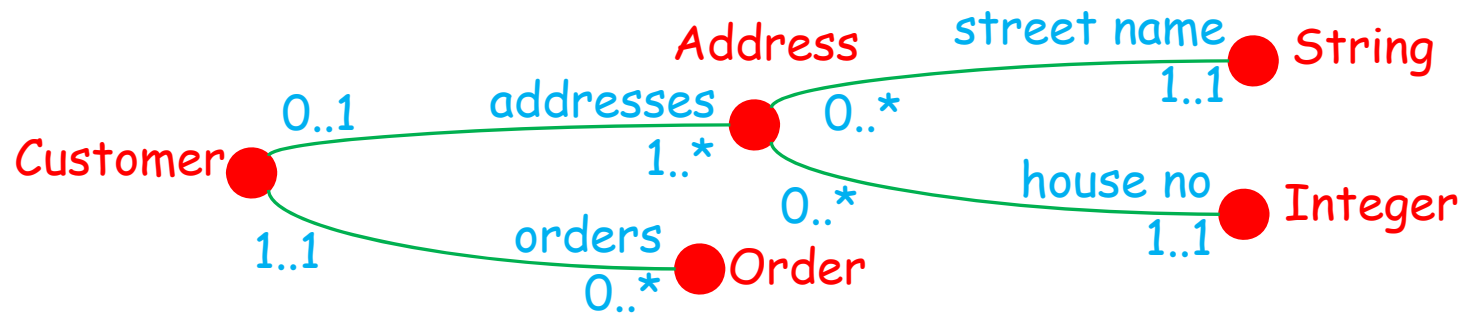 street name
String
Address
1..1
addresses
0..*
0..1
Customer
1..*
house no
Integer
0..*
1..1
orders
1..1
Order
0..*